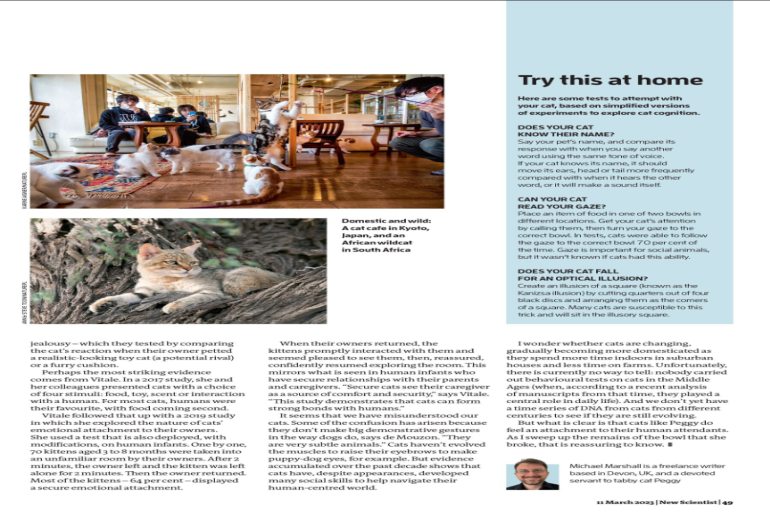 Try this at home
Here are some tests to attempt with
your cat, based on simplified versions
of experiments to explore cat cognition.
DOES YOUR CAT
KNOW THEIR NAME?
Say your pet's name, and compare its
response with when you say another
word using the same tone of voice.
If your cat knows its name, it should
move its ears, head or tail more frequently
compared with when it hears the other
word, or it will make a sound itself.
CAN YOUR CAT
READ YOUR GAZE?
Place an item of food in one of two bowls in
different locations. Get your cat's attention
by calling them, then turn your gaze to the
correct bowl. In tests, cats were able to follow
the gaze to the correct bowl 70 per cent of
the time. Gaze is important for social animals,
but it wasn't known if cats had this ability.
DOES YOUR CAT FALL
FOR AN OPTICAL ILLUSION?
Create an illusion of a square (known as the
Kanizsa illusion) by cutting quarters out of four
black discs and arranging them as the corners
of a square. Many cats are susceptible to this
trick and will sit in the illusory square.
Domestic and wild:
A cat cafe in Kyoto,
Japan, and an
African wildcat
in South Africa
jealousy – which they tested by comparing
the cat's reaction when their owner petted
a realistic-looking toy cat (a potential rival)
or a furry cushion.
Perhaps the most striking evidence
comes from Vitale. In a 2017 study, she and
her colleagues presented cats with a choice
of four stimuli: food, toy, scent or interaction
with a human. For most cats, humans were
their favourite, with food coming second.
Vitale followed that up with a 2019 study
in which she explored the nature of cats'
emotional attachment to their owners.
She used a test that is also deployed, with
modifications, on human infants. One by one,
70 kittens aged 3 to 8 months were taken into
an unfamiliar room by their owners. After 2
minutes, the owner left and the kitten was left
alone for 2 minutes. Then the owner returned.
Most of the kittens – 64 per cent – displayed
a secure emotional attachment.
When their owners returned, the
kittens promptly interacted with them and
seemed pleased to see them, then, reassured,
confidently resumed exploring the room. This
mirrors what is seen in human infants who
have secure relationships with their parents
and caregivers. "Secure cats see their caregiver
as a source of comfort and security," says Vitale.
"This study demonstrates that cats can form
strong bonds with humans."
It seems that we have misunderstood our
cats. Some of the confusion has arisen because
they don't make big demonstrative gestures
in the way dogs do, says de Mouzon. "They
are very subtle animals." Cats haven't evolved
the muscles to raise their eyebrows to make
puppy-dog eyes, for example. But evidence
accumulated over the past decade shows that
cats have, despite appearances, developed
many social skills to help navigate their
human-centred world.
I wonder whether cats are changing,
gradually becoming more domesticated as
they spend more time indoors in suburban
houses and less time on farms. Unfortunately,
there is currently no way to tell: nobody carried
out behavioural tests on cats in the Middle
Ages (when, according to a recent analysis
of manuscripts from that time, they played a
central role in daily life). And we don't yet have
a time series of DNA from cats from different
centuries to see if they are still evolving.
But what is clear is that cats like Peggy do
feel an attachment to their human attendants.
As I sweep up the remains of the bowl that she
broke, that is reassuring to know.
Michael Marshall is a freelance writer
based in Devon, UK, and a devoted
servant to tabby cat Peggy
11 March 2023 | New Scientist | 49